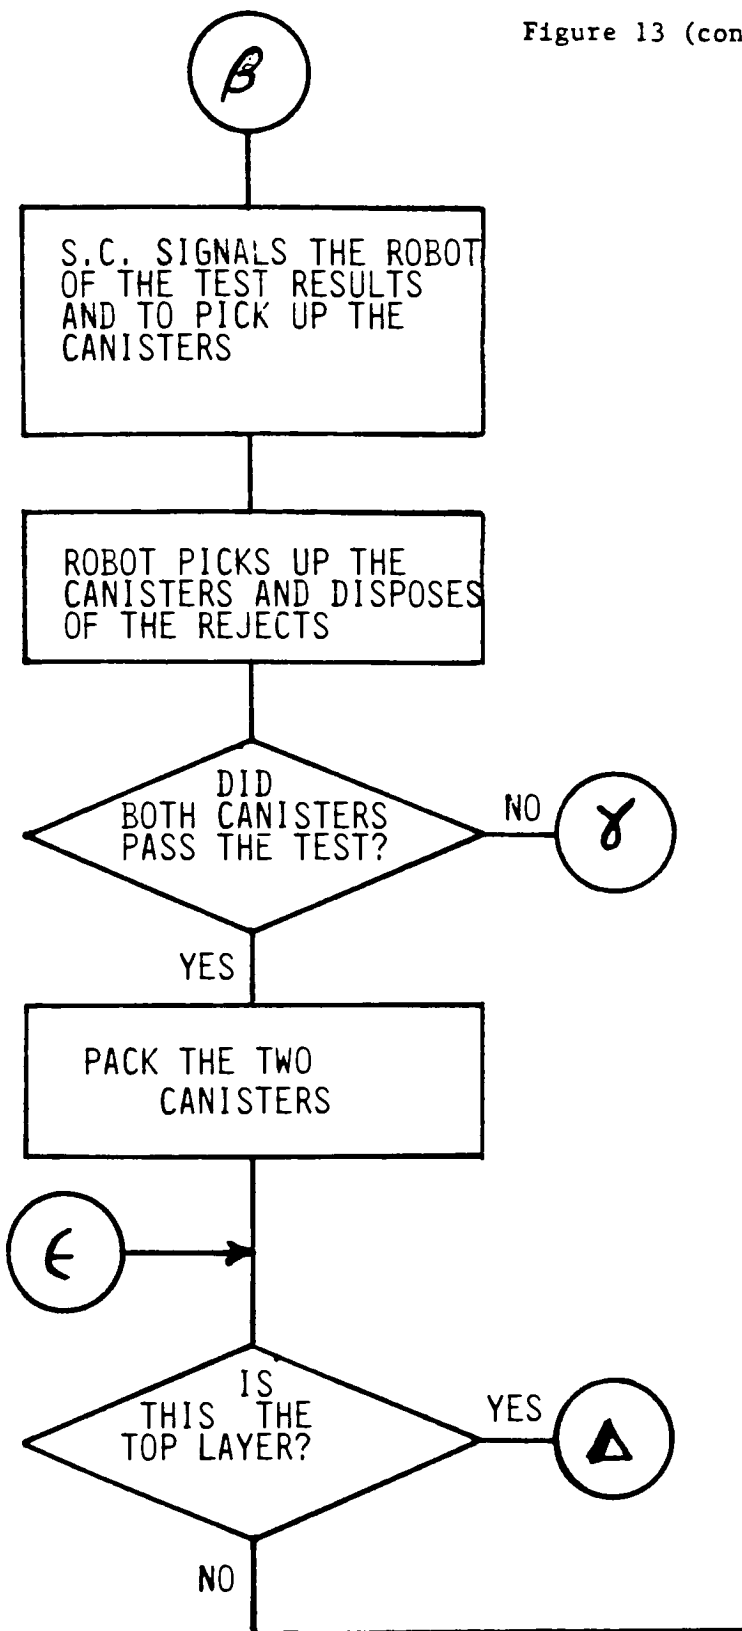 Figure 13 (con
β
S.C. SIGNALS THE ROBOT
OF THE TEST RESULTS
AND TO PICK UP THE
CANISTERS
ROBOT PICKS UP THE
CANISTERS AND DISPOSES
OF THE REJECTS
DID
BOTH CANISTERS
PASS THE TEST?
NO
γ
YES
PACK THE TWO
CANISTERS
ϵ
IS
THIS THE
TOP LAYER?
YES
Δ
NO